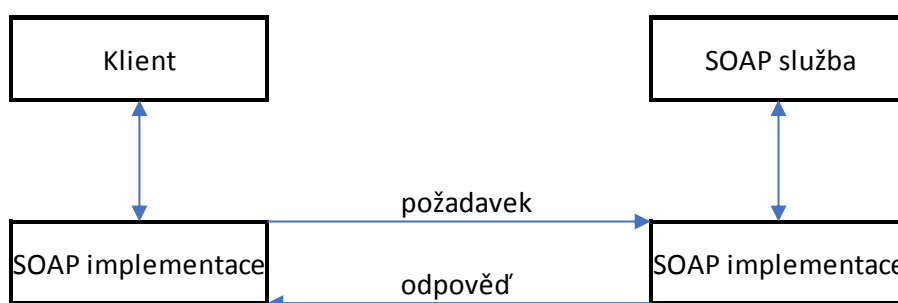 Klient
SOAP služba
požadavek
SOAP implementace
SOAP implementace
odpověď